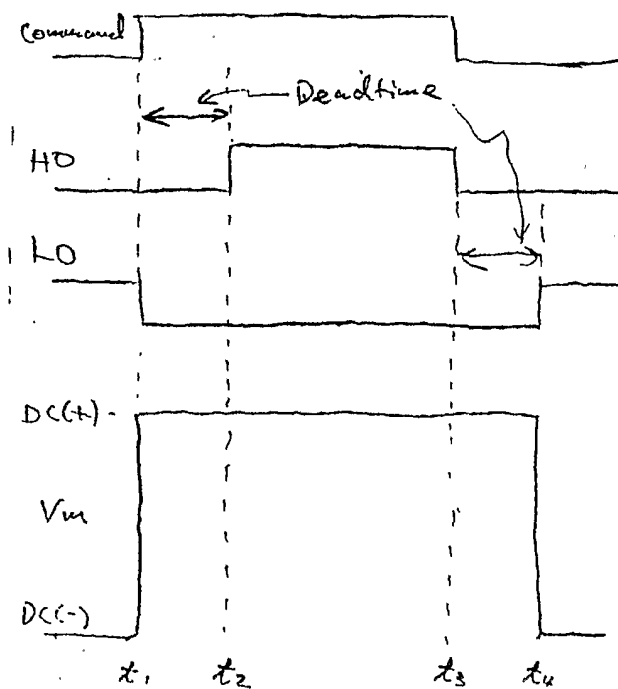 Command
Deadtime
HO
LO
DC(+)
Vm
DC(-)
t1 t2 t3 t4